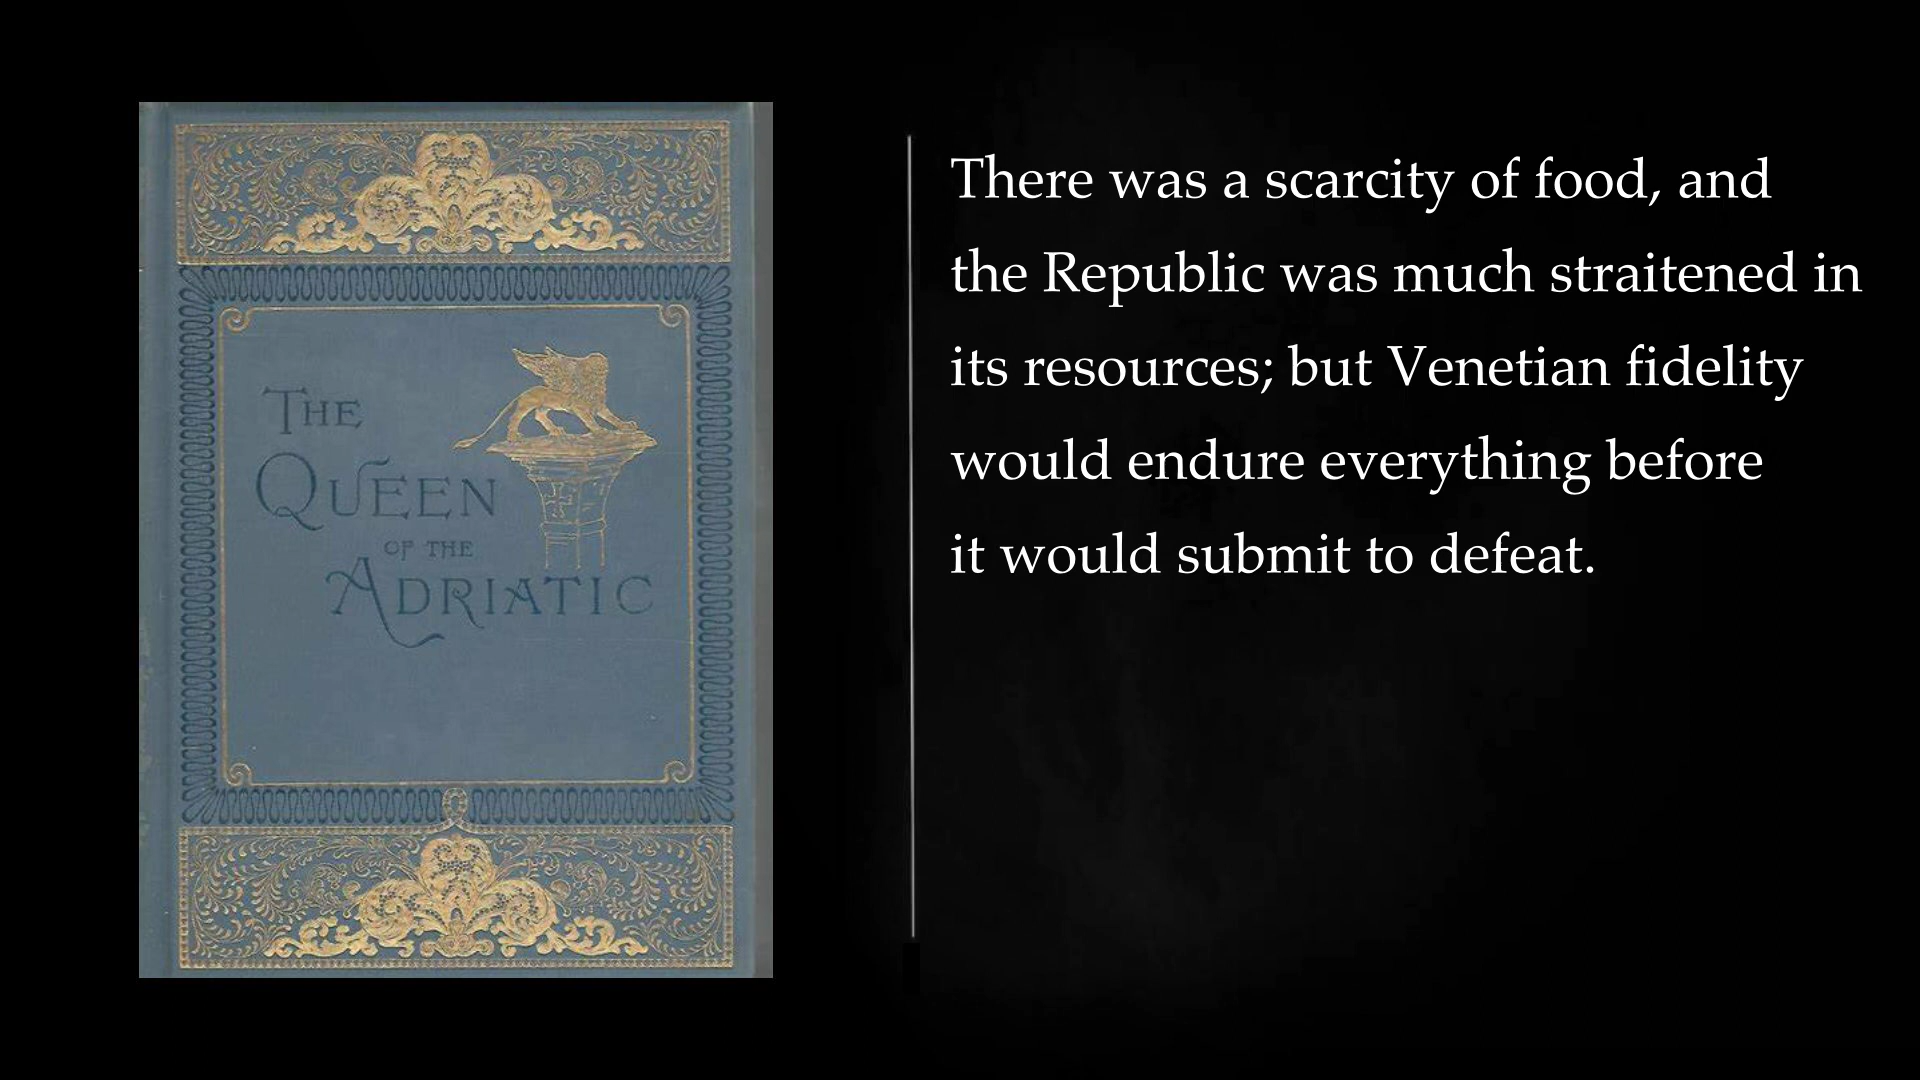 THE
QUEEN
OF THE
ADRIATIC
There was a scarcity of food, and
the Republic was much straitened in
its resources; but Venetian fidelity
would endure everything before
it would submit to defeat.